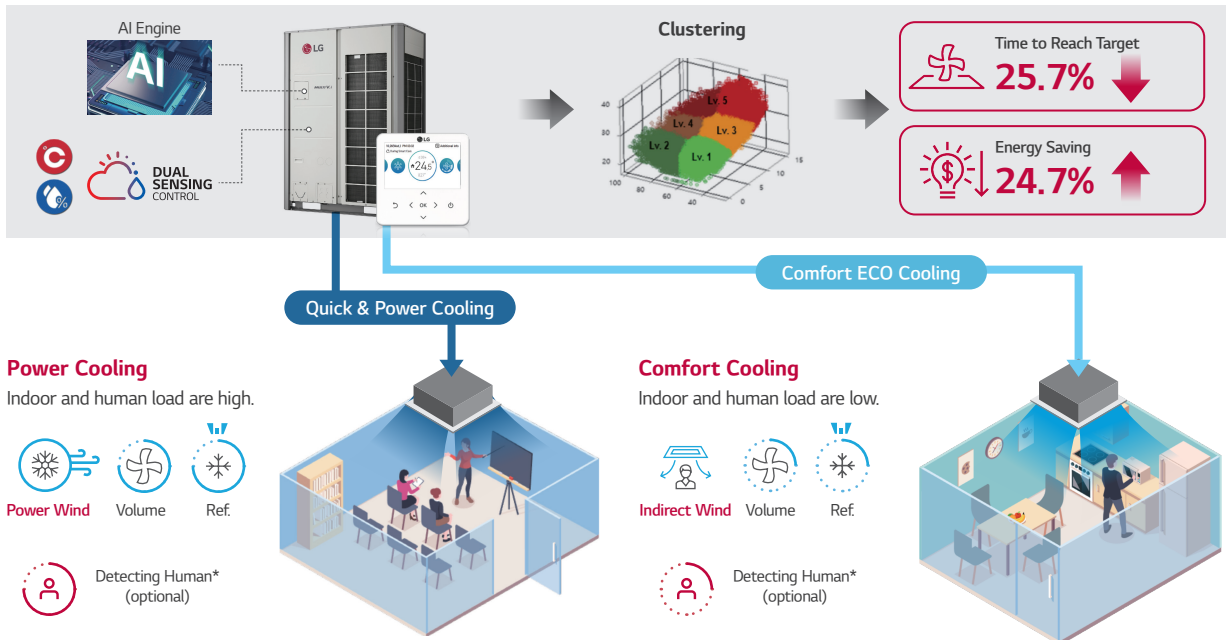 AI Engine
AI
DUAL
SENSING
CONTROL
%
LG
LG
24.5
OK
Clustering
Lv. 5
Lv. 4
Lv. 3
Lv. 2
Lv. 1
40
30
20
100
80
60
40
0
5
10
15
Time to Reach Target
25.7%
Energy Saving
24.7%
Quick & Power Cooling
Comfort ECO Cooling
Power Cooling
Indoor and human load are high.
Power Wind
Volume
Ref.
Detecting Human*
(optional)
Comfort Cooling
Indoor and human load are low.
Indirect Wind
Volume
Ref.
Detecting Human*
(optional)